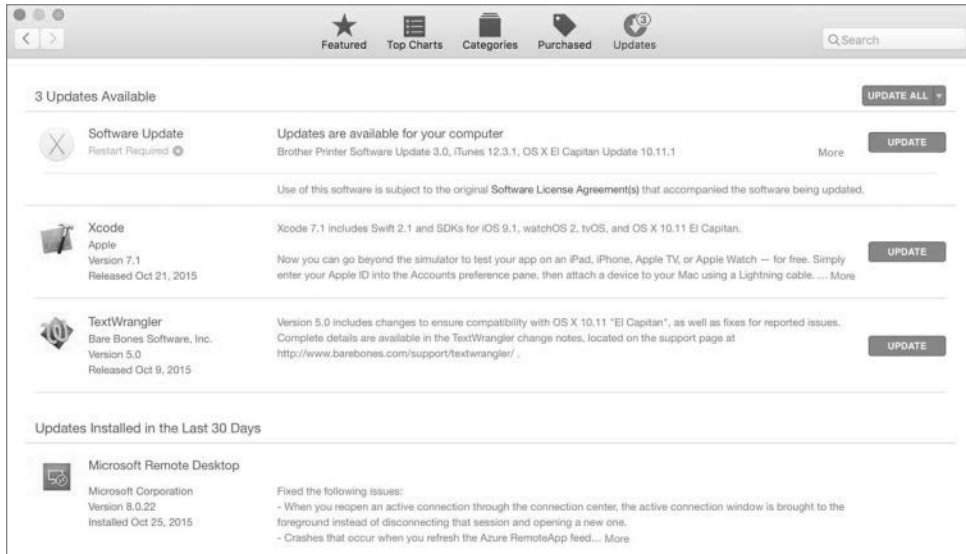 Featured Top Charts Categories Purchased Updates
3
Search
3 Updates Available
UPDATE ALL
Software Update
Restart Required
Updates are available for your computer
Brother Printer Software Update 3.0, iTunes 12.3.1, OS X El Capitan Update 10.11.1
More
UPDATE
Use of this software is subject to the original Software License Agreement(s) that accompanied the software being updated.
Xcode
Apple
Version 7.1
Released Oct 21, 2015
Xcode 7.1 includes Swift 2.1 and SDKs for iOS 9.1, watchOS 2, tvOS, and OS X 10.11 El Capitan.
Now you can go beyond the simulator to test your app on an iPad, iPhone, Apple TV, or Apple Watch — for free. Simply
enter your Apple ID into the Accounts preference pane, then attach a device to your Mac using a Lightning cable. ... More
UPDATE
TextWrangler
Bare Bones Software, Inc.
Version 5.0
Released Oct 9, 2015
Version 5.0 includes changes to ensure compatibility with OS X 10.11 "El Capitan", as well as fixes for reported issues.
Complete details are available in the TextWrangler change notes, located on the support page at
http://www.barebones.com/support/textwrangler/ .
UPDATE
Updates Installed in the Last 30 Days
Microsoft Remote Desktop
Microsoft Corporation
Version 8.0.22
Installed Oct 25, 2015
Fixed the following issues:
- When you reopen an active connection through the connection center, the active connection window is brought to the
foreground instead of disconnecting that session and opening a new one.
- Crashes that occur when you refresh the Azure RemoteApp feed... More